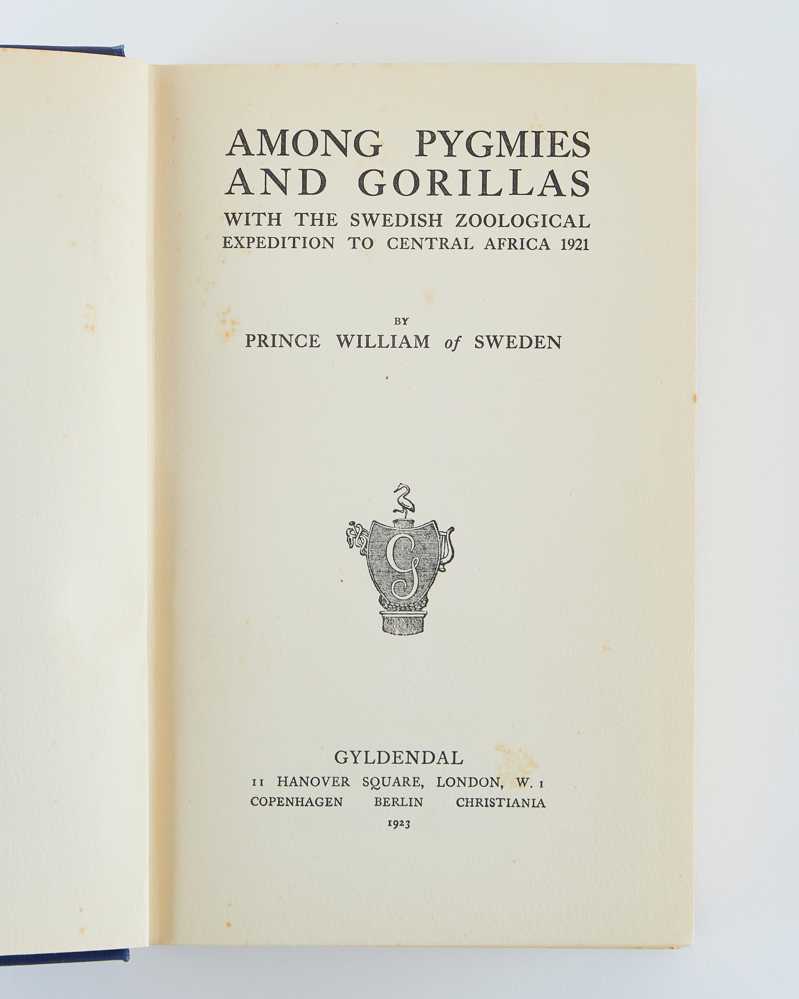 AMONG PYGMIES
AND GORILLAS
WITH THE SWEDISH ZOOLOGICAL
EXPEDITION TO CENTRAL AFRICA 1921
BY
PRINCE WILLIAM of SWEDEN
G
GYLDENDAL
11 HANOVER SQUARE, LONDON, W. 1
COPENHAGEN BERLIN CHRISTIANIA
1923